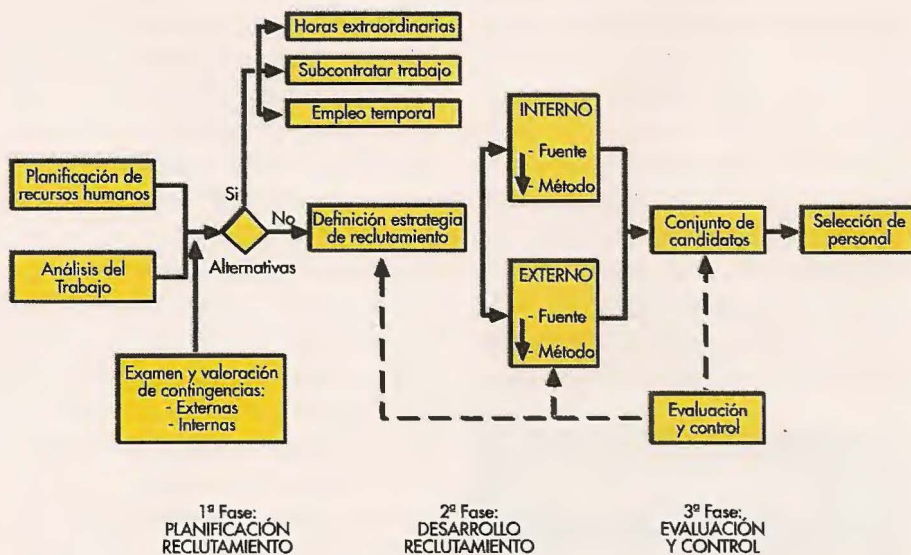 Horas extraordinarias
Subcontratar trabajo
Empleo temporal
Planificación de
recursos humanos
Análisis del
Trabajo
Si
No
Alternativas
Examen y valoración
de contingencias:
- Externas
- Internas
Definición estrategia
de reclutamiento
INTERNO
- Fuente
- Método
EXTERNO
- Fuente
- Método
Conjunto de
candidatos
Selección de
personal
Evaluación
y control
1ª Fase:
PLANIFICACIÓN
RECLUTAMIENTO
2ª Fase:
DESARROLLO
RECLUTAMIENTO
3ª Fase:
EVALUACIÓN
Y CONTROL